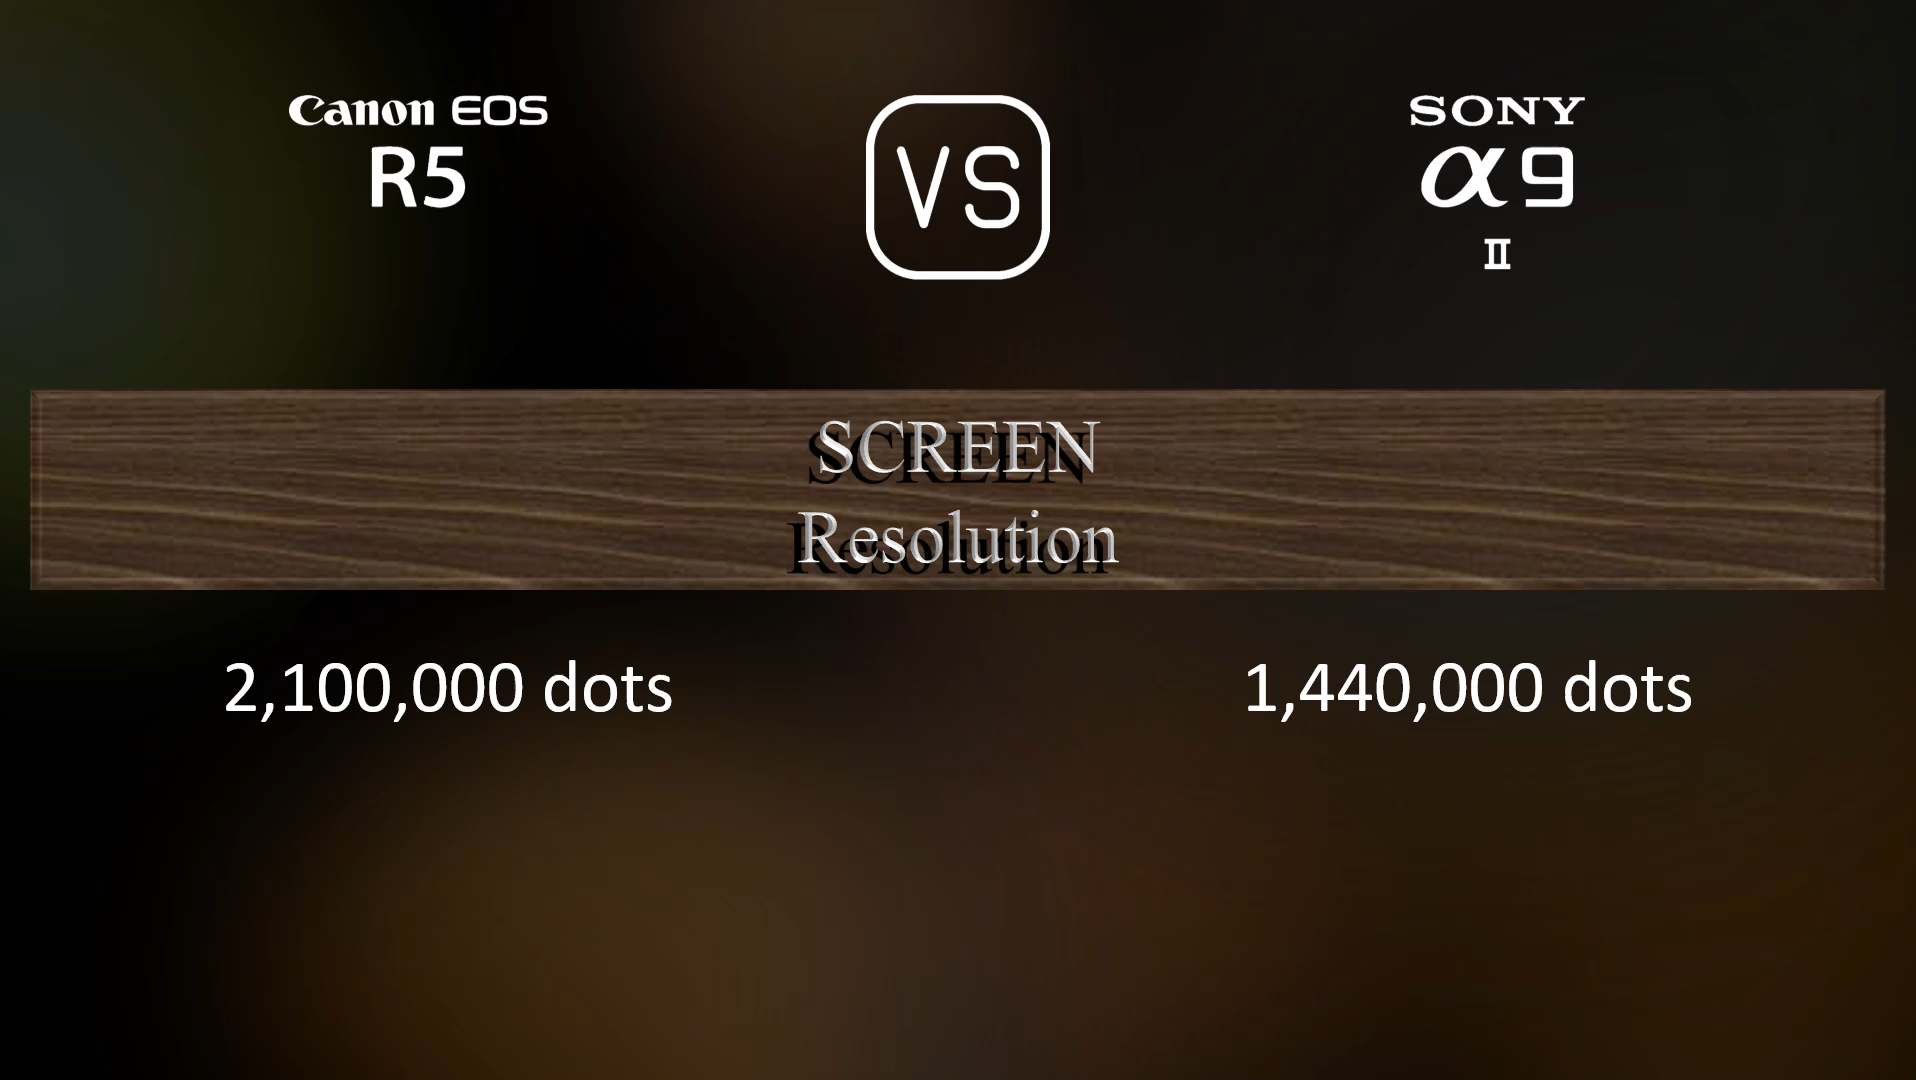 Canon EOS
R5
VS
SONY
α9
II
SCREEN
Resolution
2,100,000 dots
1,440,000 dots